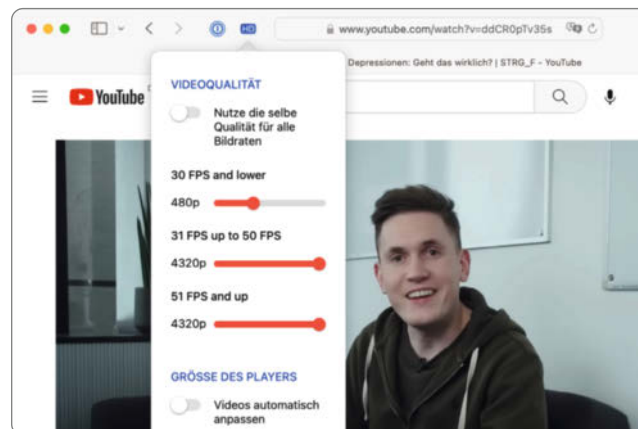 HD
www.youtube.com/watch?v=ddCR0pTv35s
Depressionen: Geht das wirklich? | STRG_F - YouTube
YouTube
VIDEOQUALITÄT
Nutze die selbe
Qualität für alle
Bildraten
30 FPS and lower
480p
31 FPS up to 50 FPS
4320p
51 FPS and up
4320p
GRÖSSE DES PLAYERS
Videos automatisch
anpassen